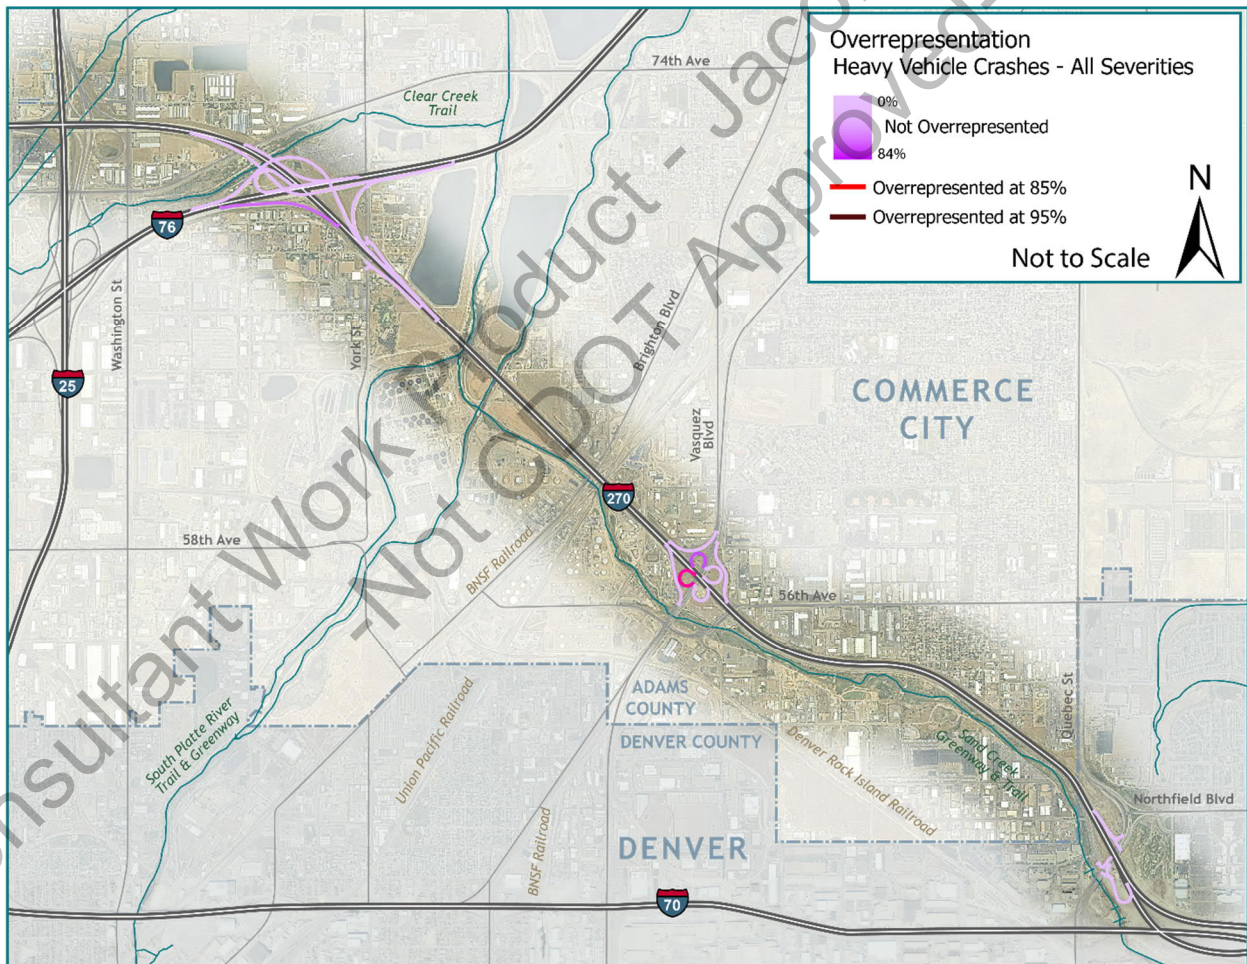 Overrepresentation
Heavy Vehicle Crashes - All Severities
0%
Not Overrepresented
84%
Overrepresented at 85%
Overrepresented at 95%
Not to Scale
N
74th Ave
Clear Creek
Trail
76
Washington St
York St
25
Brighton Blvd
Vasquez
Blvd
COMMERCE
CITY
270
58th Ave
BNSF Railroad
56th Ave
ADAMS
COUNTY
DENVER COUNTY
South Platte River
Trail & Greenway
Union Pacific Railroad
BNSF Railroad
Denver Rock Island Railroad
Sand Creek
Greenway & Trail
Quebec St
Northfield Blvd
DENVER
70
nsultant Work Product - Jaco
-Not CDOT Approved-